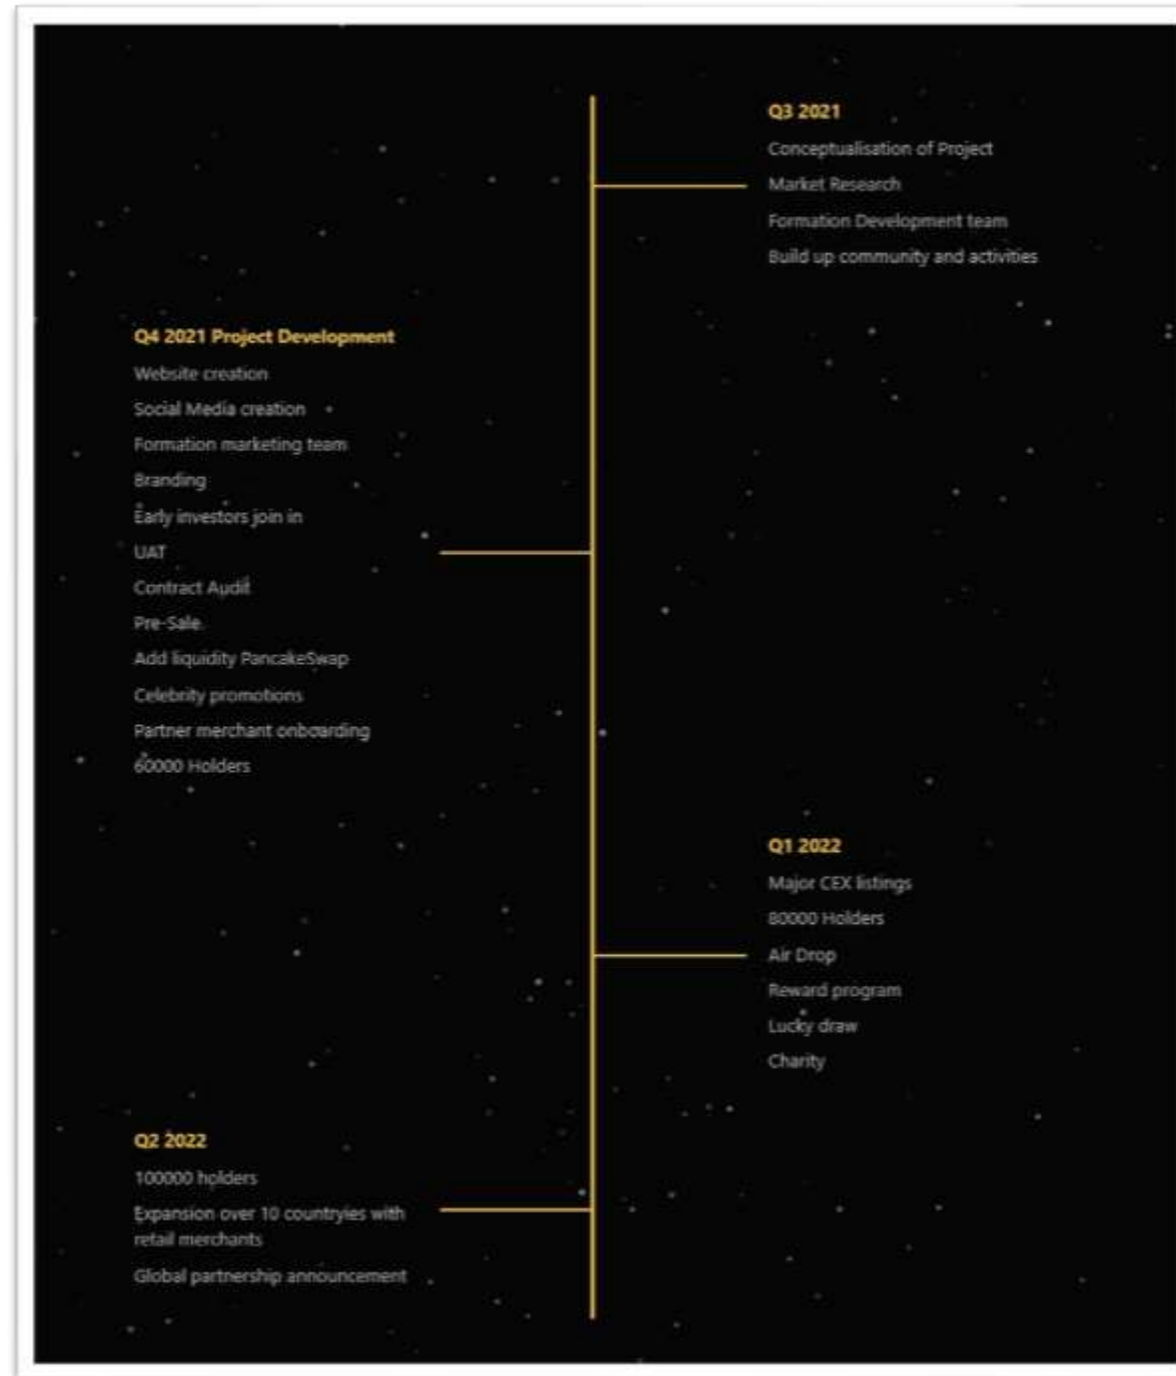 Q3 2021
Conceptualisation of Project
Market Research
Formation Development team
Build up community and activities
Q4 2021 Project Development
Website creation
Social Media creation
Formation marketing team
Branding
Early investors join in
UAT
Contract Audit
Pre-Sale
Add liquidity PancakeSwap
Celebrity promotions
Partner merchant onboarding
60000 Holders
Q1 2022
Major CEX listings
80000 Holders
Air Drop
Reward program
Lucky draw
Charity
Q2 2022
100000 holders
Expansion over 10 countryies with
retail merchants
Global partnership announcement